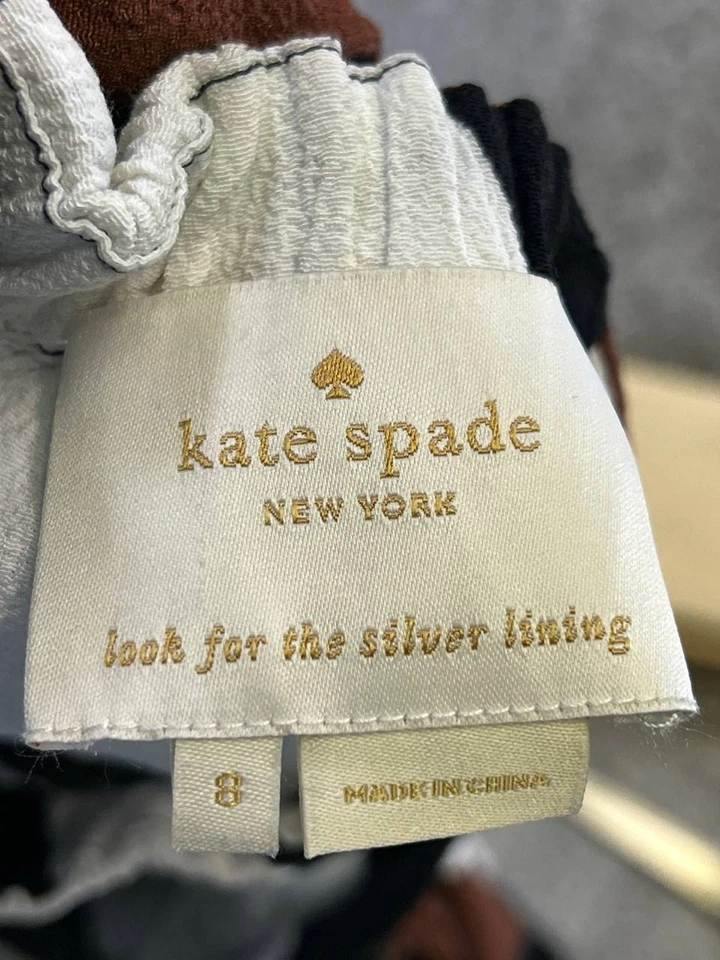 kate spade
NEW YORK
look for the silver lining
8
MADE IN CHINA